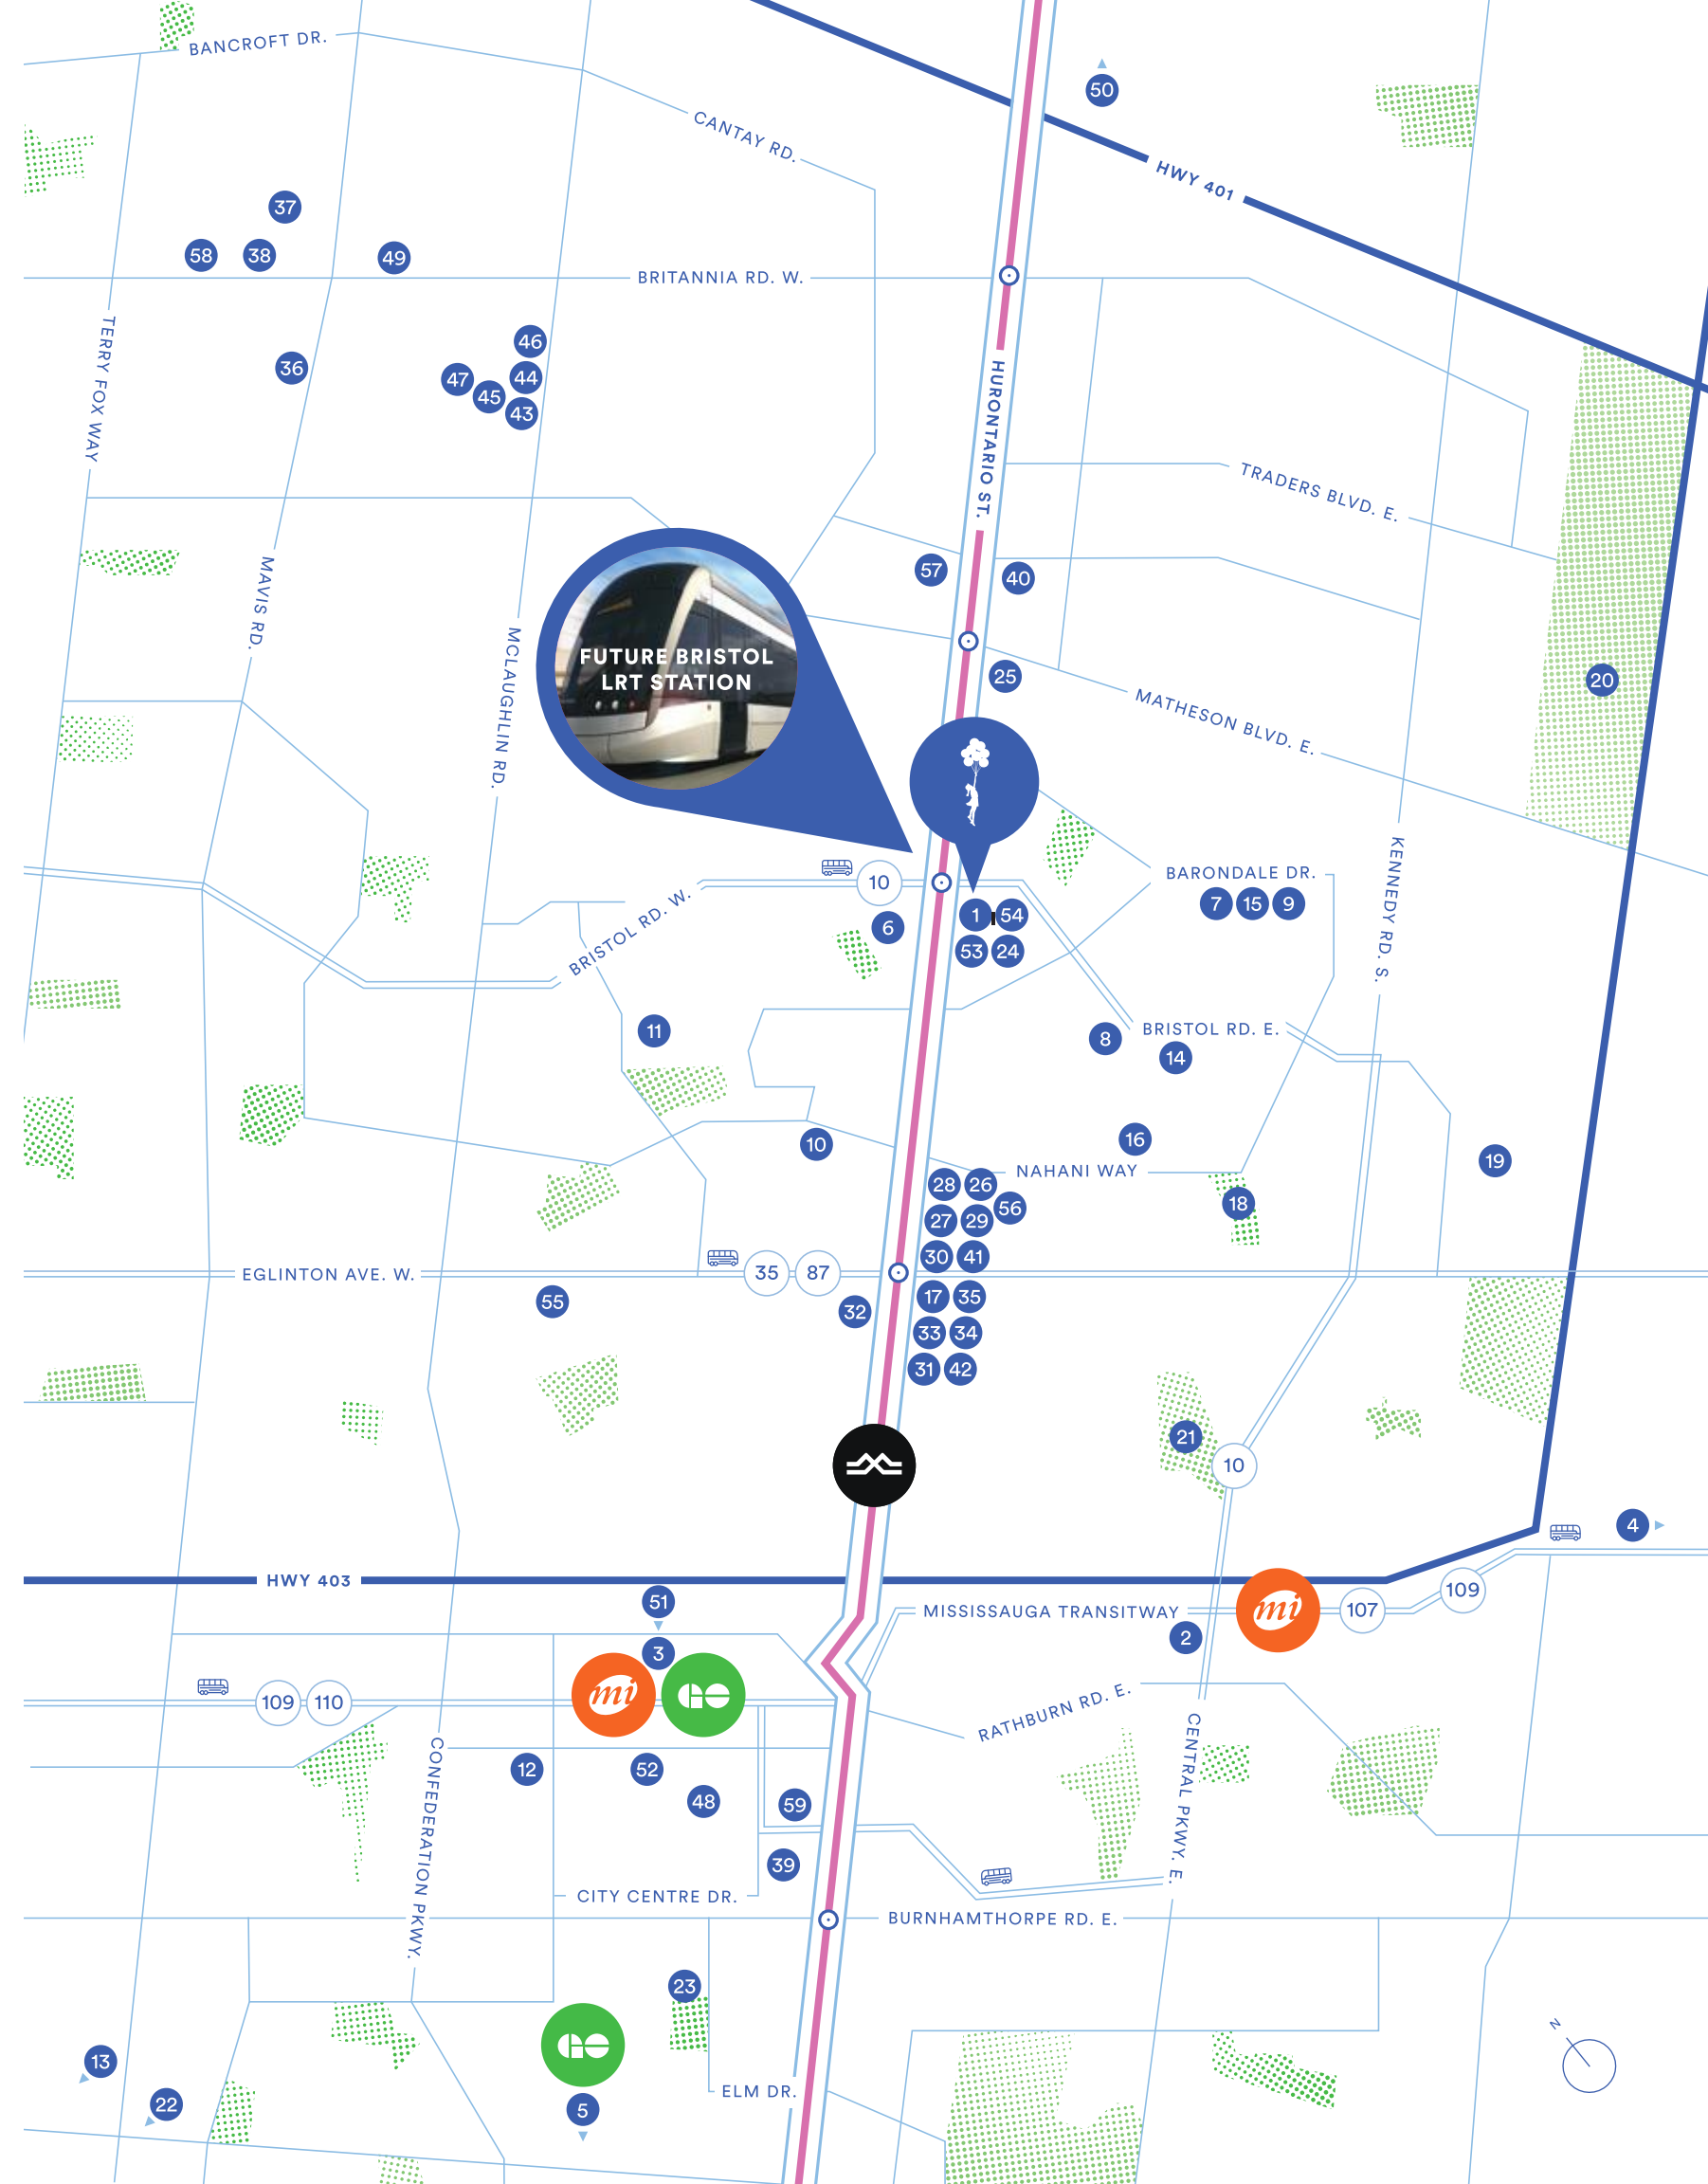 BANCROFT DR.
CANTAY RD.
50
HWY 401
37
58
38
49
BRITANNIA RD. W.
TERRY FOX WAY
36
46
47
44
45
43
HURONTARIO ST.
TRADERS BLVD. E.
MAVIS RD.
MCLAUGHLIN RD.
57
40
FUTURE BRISTOL
LRT STATION
25
20
MATHESON BLVD. E.
KENNEDY RD. S.
10
BARONDALE DR.
7
15
9
6
1
54
53
24
BRISTOL RD. W.
11
8
BRISTOL RD. E.
14
10
16
NAHANI WAY
19
28
26
56
18
27
29
30
41
EGLINTON AVE. W.
35
87
55
32
17
35
33
34
31
42
21
10
4
HWY 403
51
109
MISSISSAUGA TRANSITWAY
mi
107
2
3
mi
GO
109
110
RATHBURN RD. E.
CENTRAL PKWY. E.
CONFEDERATION PKWY.
12
52
48
59
39
CITY CENTRE DR.
BURNHAMTHORPE RD. E.
23
GO
13
22
5
ELM DR.
N